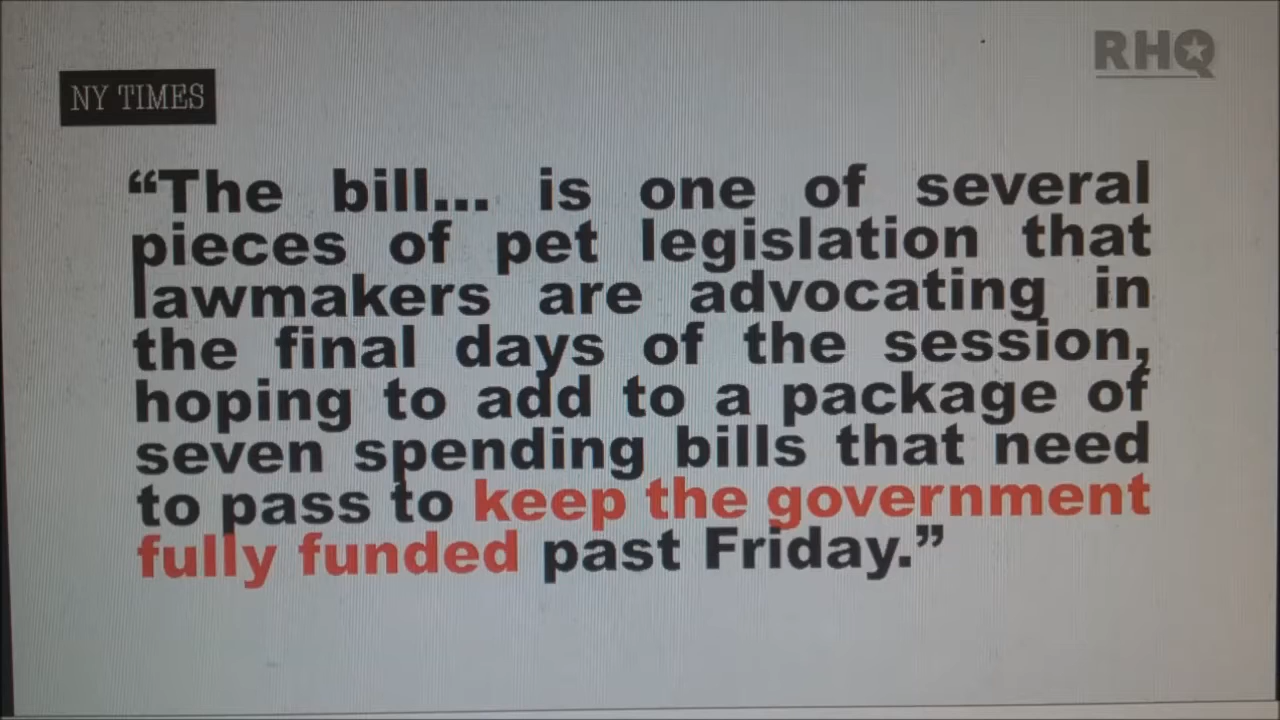 RHQ
NY TIMES
“The bill... is one of several
pieces of pet legislation that
lawmakers are advocating in
the final days of the session,
hoping to add to a package of
seven spending bills that need
to pass to keep the government
fully funded past Friday.”